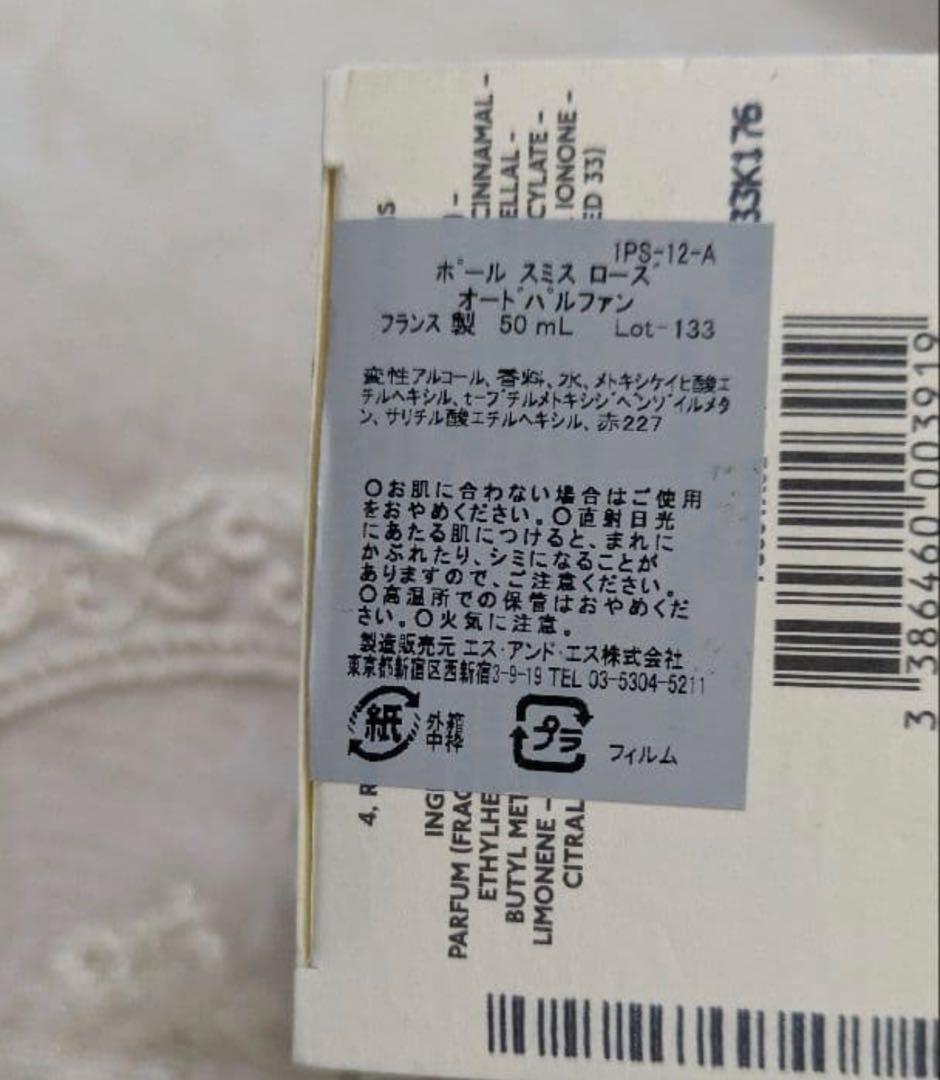 1PS-12-A
ポール スミス ローズ
オードパルファン
フランス製 50 mL Lot-133
変性アルコール、香料、水、メトキシケイヒ酸エ
チルヘキシル、t-ブチルメトキシジベンゾイルメタ
ン、サリチル酸エチルヘキシル、赤227
○お肌に合わない場合はご使用
をおやめください。○直射日光
にあたる肌につけると、まれに
かぶれたり、シミになることが
ありますので、ご注意ください。
○高温所での保管はおやめくだ
さい。○火気に注意。
製造販売元 エス・アンド・エス株式会社
東京都新宿区西新宿3-9-19 TEL 03-5304-5211
紙 外箱
中枠
プラ フィルム
33K176
3 386460 003919
CINNAMAL -
ELLAL -
CYLATE -
IONONE -
ED 33)
4, R
ING
PARFUM (FRAG
ETHYLHE
BUTYL MET
LIMONENE -
CITRAL